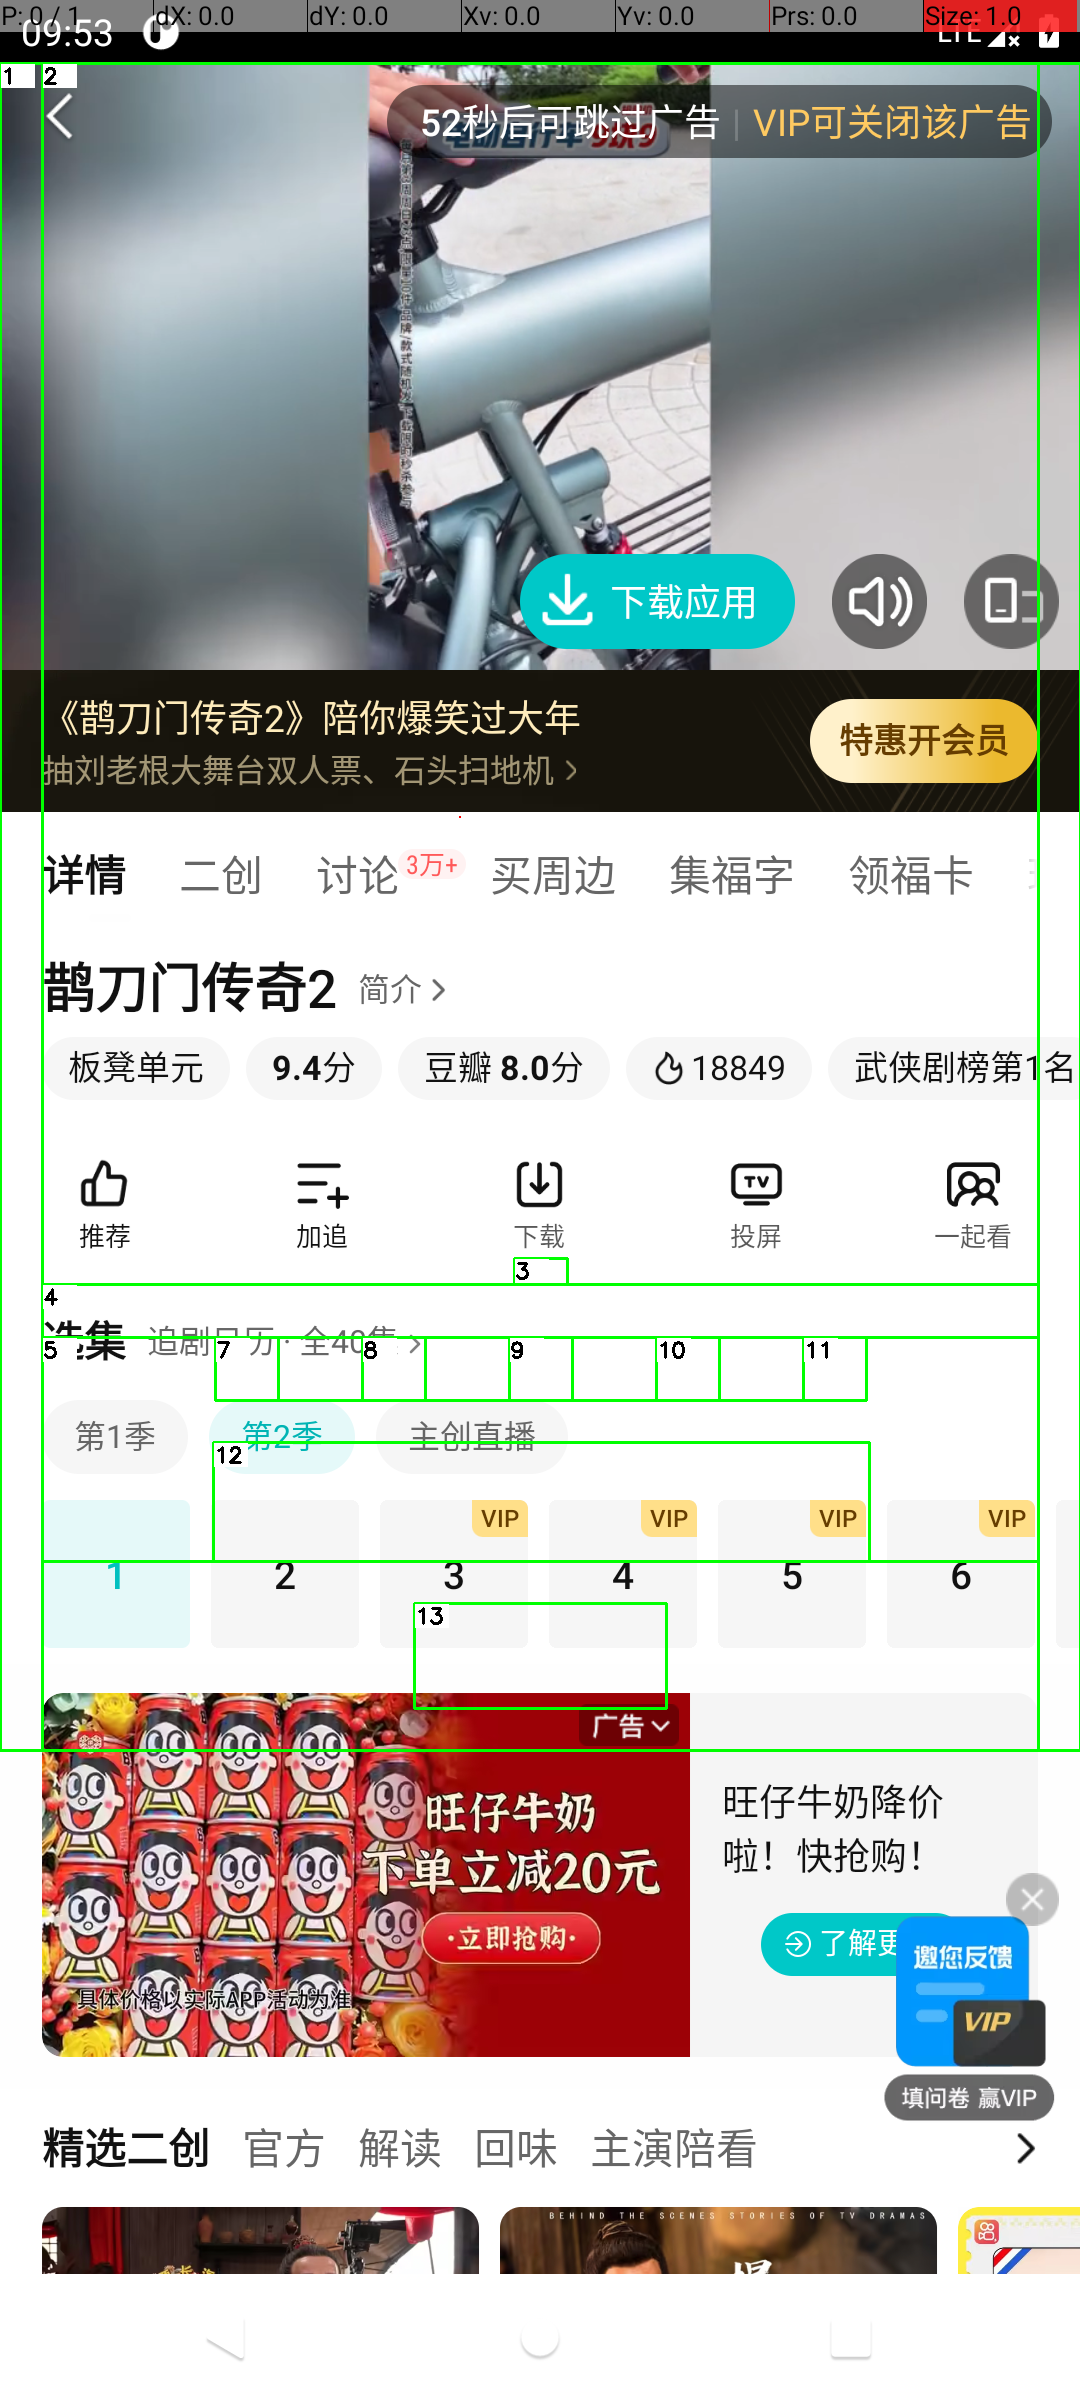 P: 0 / 1 dX: 0.0 dY: 0.0 Xv: 0.0 Yv: 0.0 Prs: 0.0 Size: 1.0
09:53 LTE
1 2
52秒后可跳过广告 | VIP可关闭该广告
下载应用
《鹊刀门传奇2》陪你爆笑过大年
抽刘老根大舞台双人票、石头扫地机
特惠开会员
详情 二创 讨论 3万+ 买周边 集福字 领福卡
鹊刀门传奇2 简介
板凳单元 9.4分 豆瓣 8.0分 18849 武侠剧榜第1名
推荐 加追 下载 投屏 一起看
3
4
选集 追剧日历 · 全40集
5 7 8 9 10 11
第1季 第2季 主创直播
12
VIP VIP VIP VIP
1 2 3 4 5 6
13
广告
旺仔牛奶
下单立减20元
·立即抢购·
具体价格以实际APP活动为准
旺仔牛奶降价
啦！快抢购！
了解更
邀您反馈
VIP
填问卷 赢VIP
精选二创 官方 解读 回味 主演陪看
BEHIND THE SCENES STORIES OF TV DRAMAS